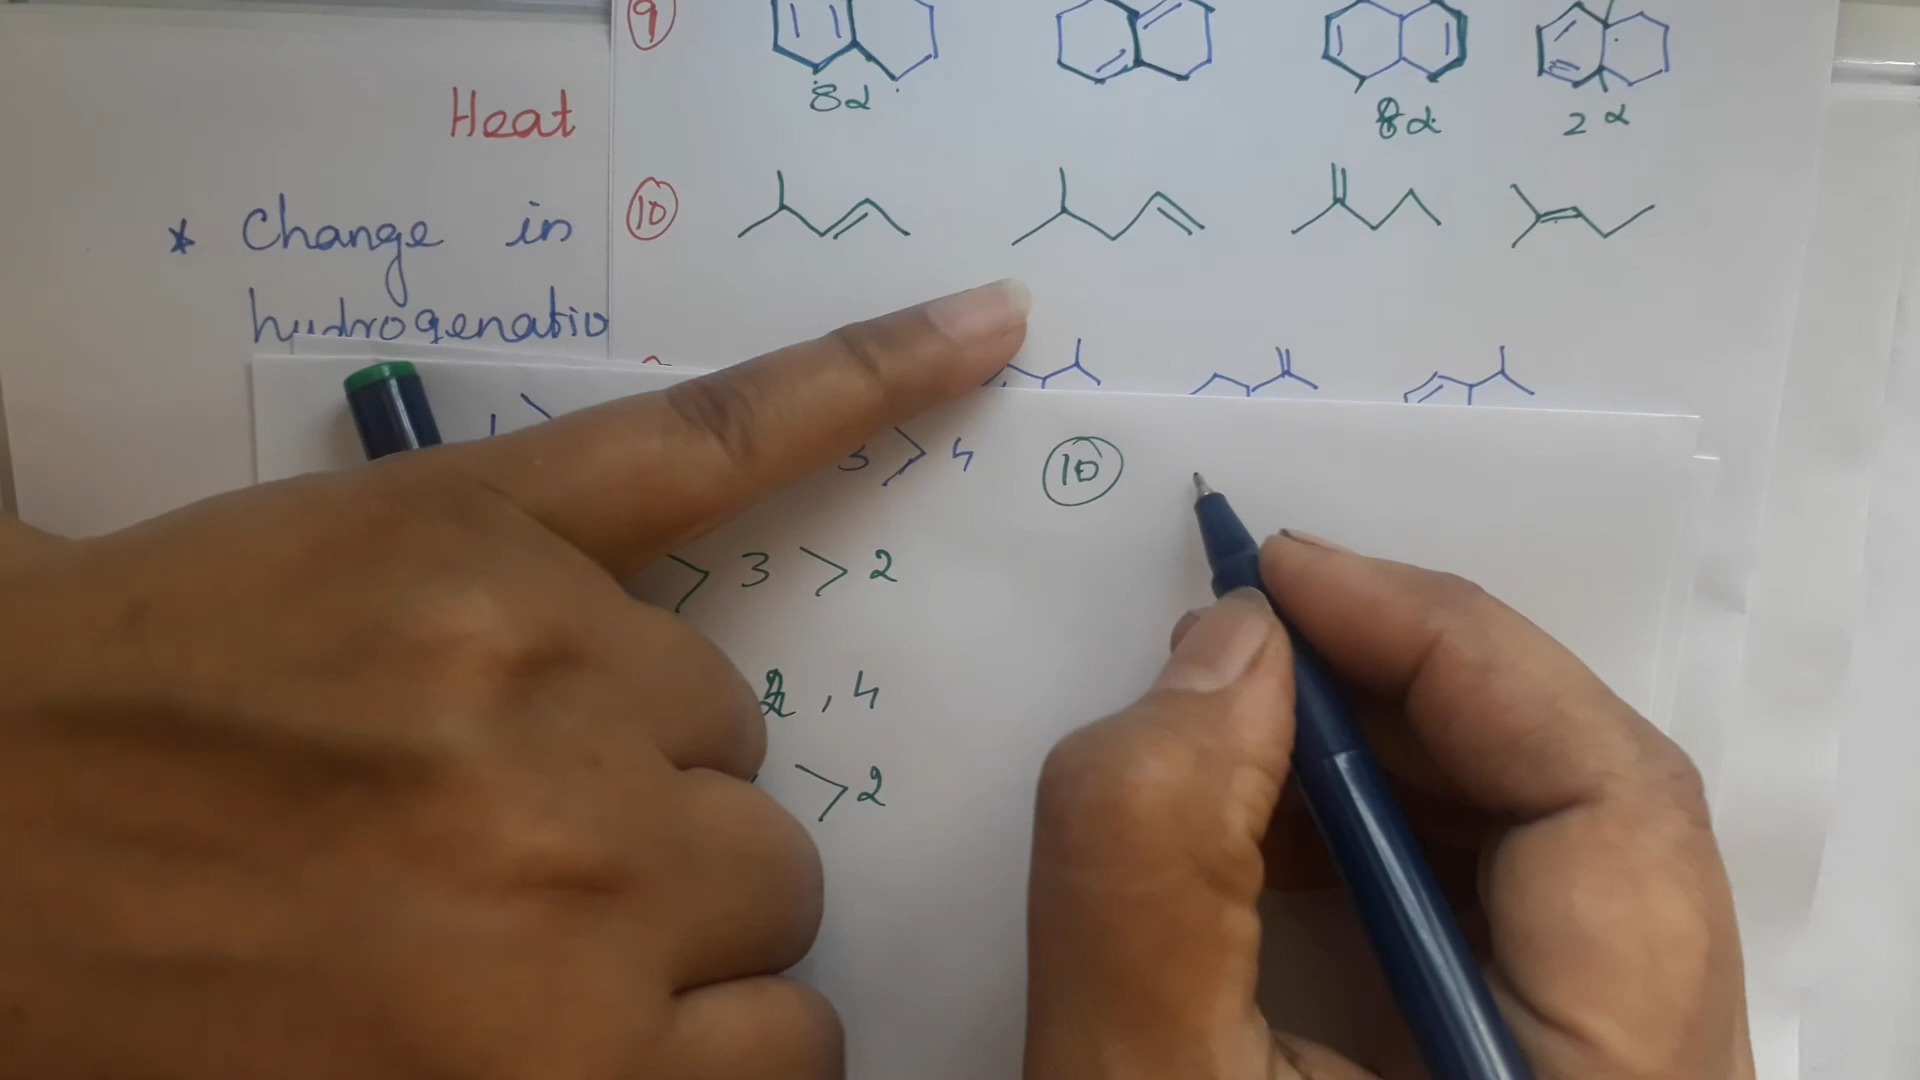 9
8α
8α
2α
Heat
* Change in
hydrogenatio
10
3 > 4
10
> 3 > 2
2, 4
> 2